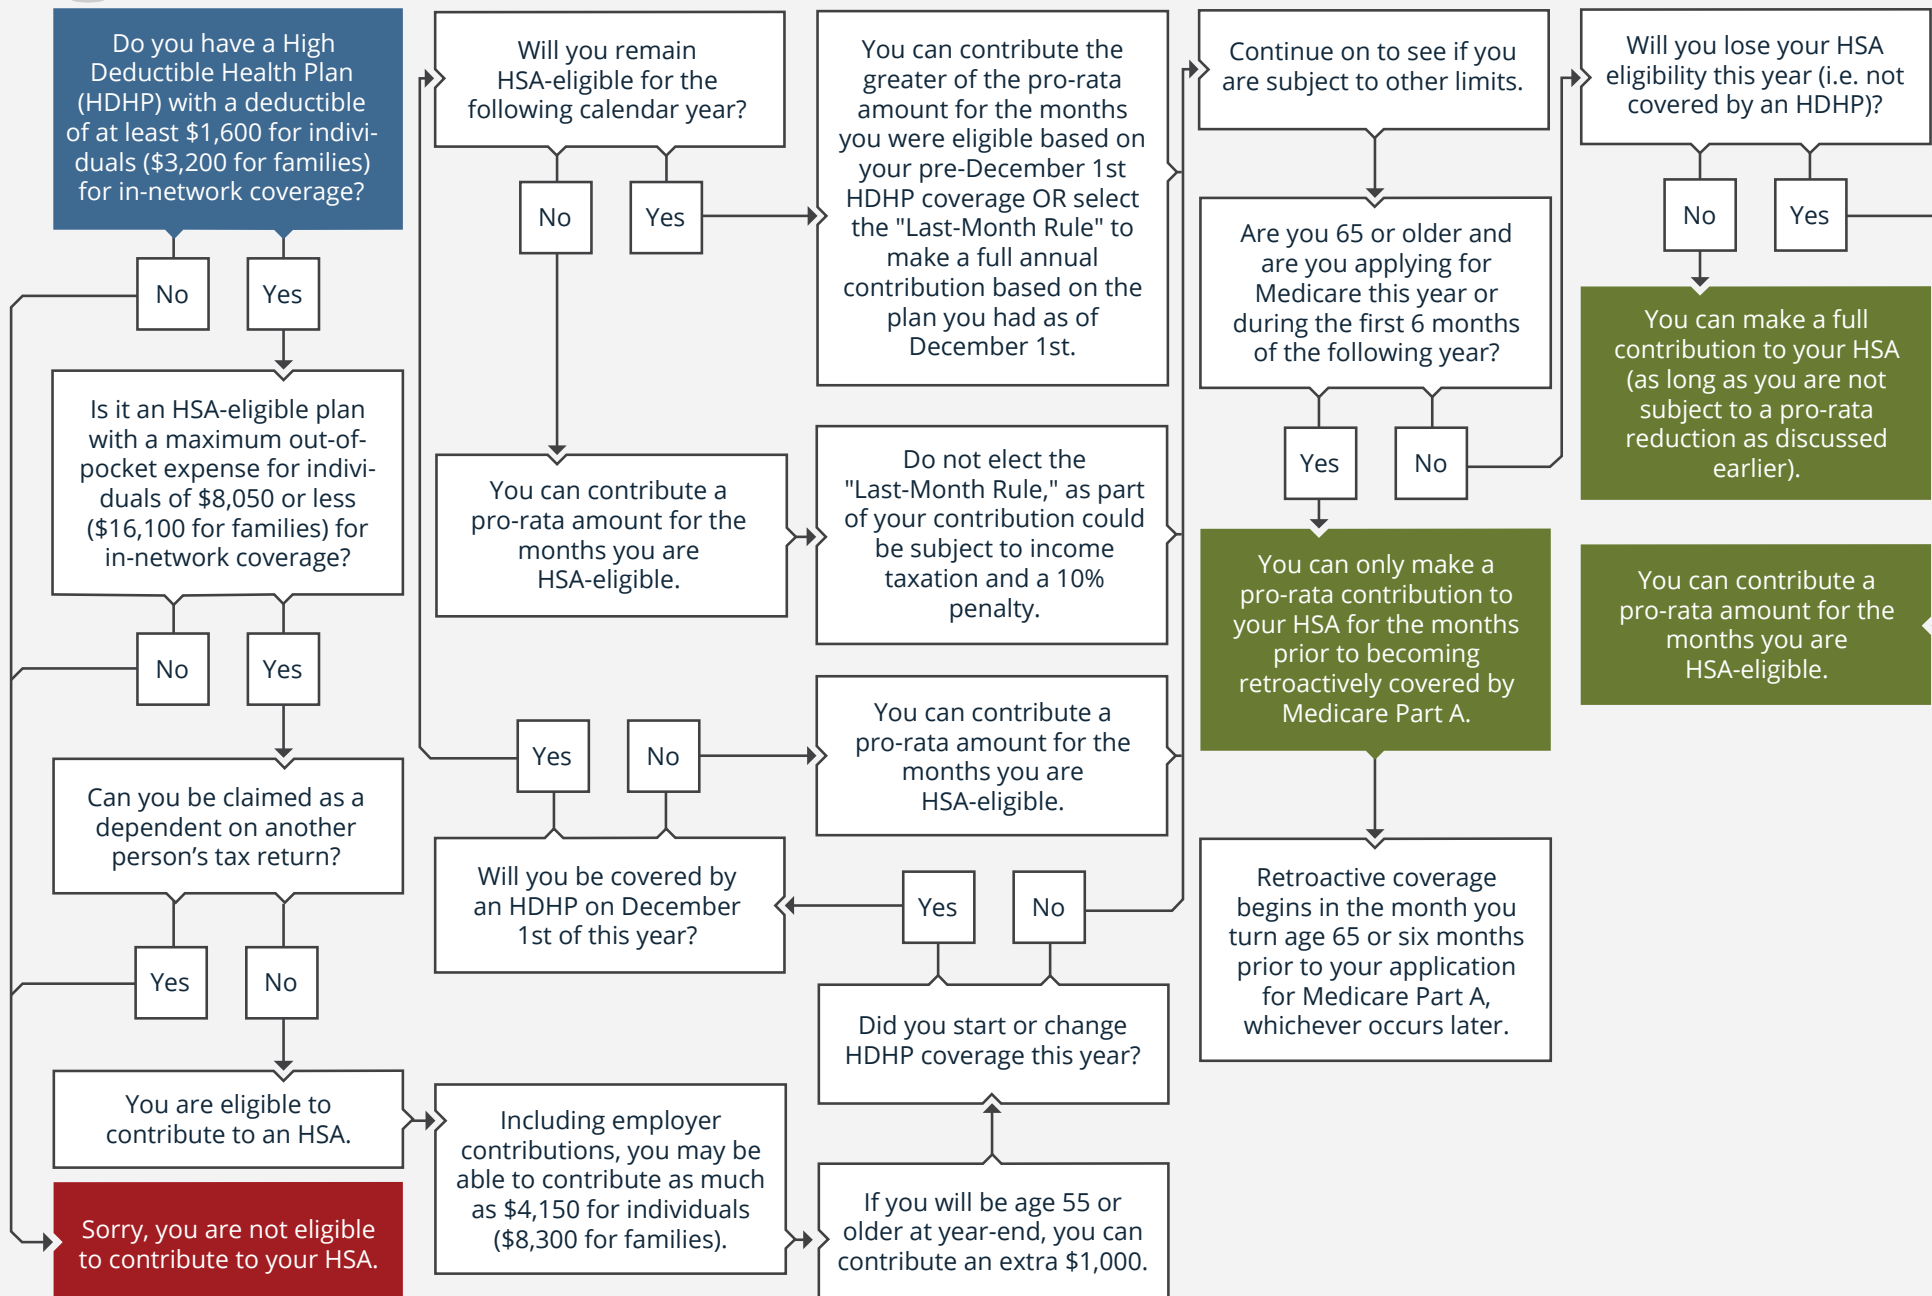 Do you have a High
Deductible Health Plan
(HDHP) with a deductible
of at least $1,600 for indivi-
duals ($3,200 for families)
for in-network coverage?
No
Yes
Is it an HSA-eligible plan
with a maximum out-of-
pocket expense for indivi-
duals of $8,050 or less
($16,100 for families) for
in-network coverage?
No
Yes
Can you be claimed as a
dependent on another
person's tax return?
Yes
No
You are eligible to
contribute to an HSA.
Sorry, you are not eligible
to contribute to your HSA.
Including employer
contributions, you may be
able to contribute as much
as $4,150 for individuals
($8,300 for families).
If you will be age 55 or
older at year-end, you can
contribute an extra $1,000.
Did you start or change
HDHP coverage this year?
Yes
No
Will you be covered by
an HDHP on December
1st of this year?
Yes
No
You can contribute a
pro-rata amount for the
months you are
HSA-eligible.
Will you remain
HSA-eligible for the
following calendar year?
No
Yes
You can contribute a
pro-rata amount for the
months you are
HSA-eligible.
Do not elect the
"Last-Month Rule," as part
of your contribution could
be subject to income
taxation and a 10%
penalty.
You can contribute the
greater of the pro-rata
amount for the months
you were eligible based on
your pre-December 1st
HDHP coverage OR select
the "Last-Month Rule" to
make a full annual
contribution based on the
plan you had as of
December 1st.
Continue on to see if you
are subject to other limits.
Are you 65 or older and
are you applying for
Medicare this year or
during the first 6 months
of the following year?
Yes
No
You can only make a
pro-rata contribution to
your HSA for the months
prior to becoming
retroactively covered by
Medicare Part A.
Retroactive coverage
begins in the month you
turn age 65 or six months
prior to your application
for Medicare Part A,
whichever occurs later.
Will you lose your HSA
eligibility this year (i.e. not
covered by an HDHP)?
No
Yes
You can make a full
contribution to your HSA
(as long as you are not
subject to a pro-rata
reduction as discussed
earlier).
You can contribute a
pro-rata amount for the
months you are
HSA-eligible.